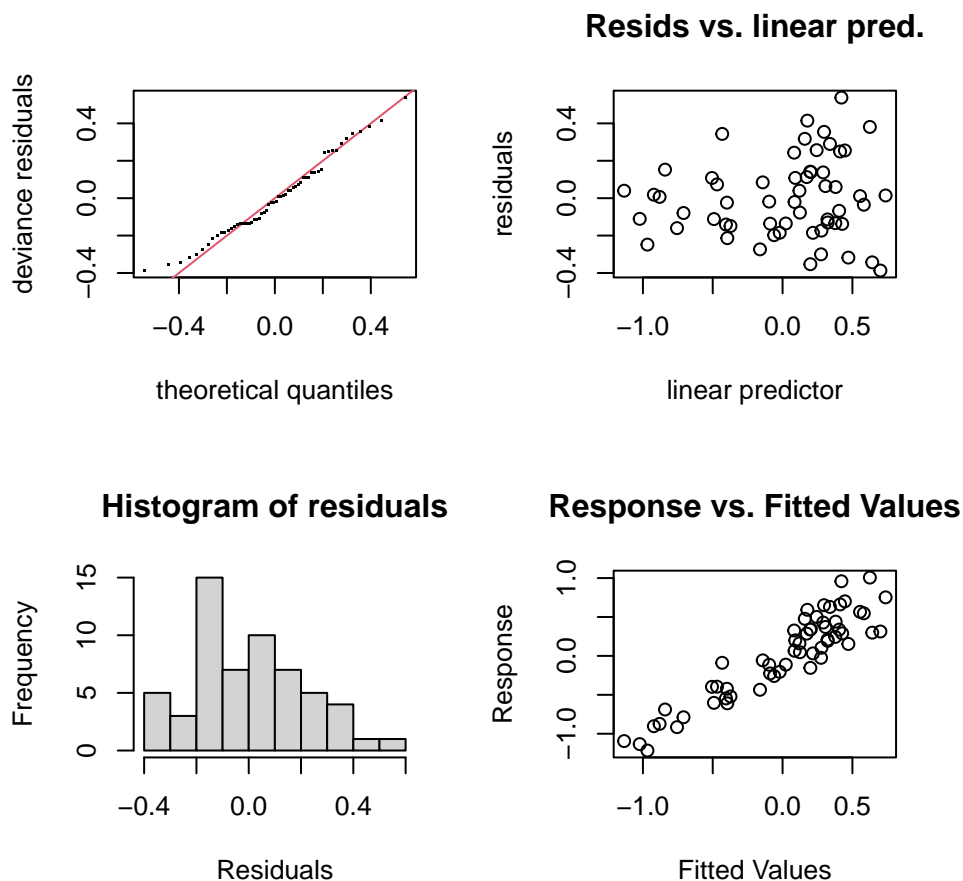 Resids vs. linear pred.
deviance residuals
−0.4 0.0 0.4
−0.4 0.0 0.4
theoretical quantiles
residuals
−0.4 0.0 0.4
−1.0 0.0 0.5
linear predictor
Histogram of residuals
Frequency
0 5 10 15
−0.4 0.0 0.4
Residuals
Response vs. Fitted Values
Response
−1.0 0.0 1.0
−1.0 0.0 0.5
Fitted Values